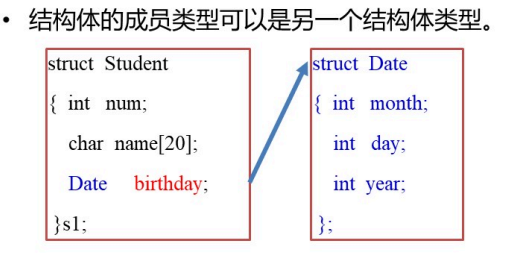 • 结构体的成员类型可以是另一个结构体类型。
struct Student
{ int num;
char name[20];
Date birthday;
}s1;
struct Date
{ int month;
int day;
int year;
};